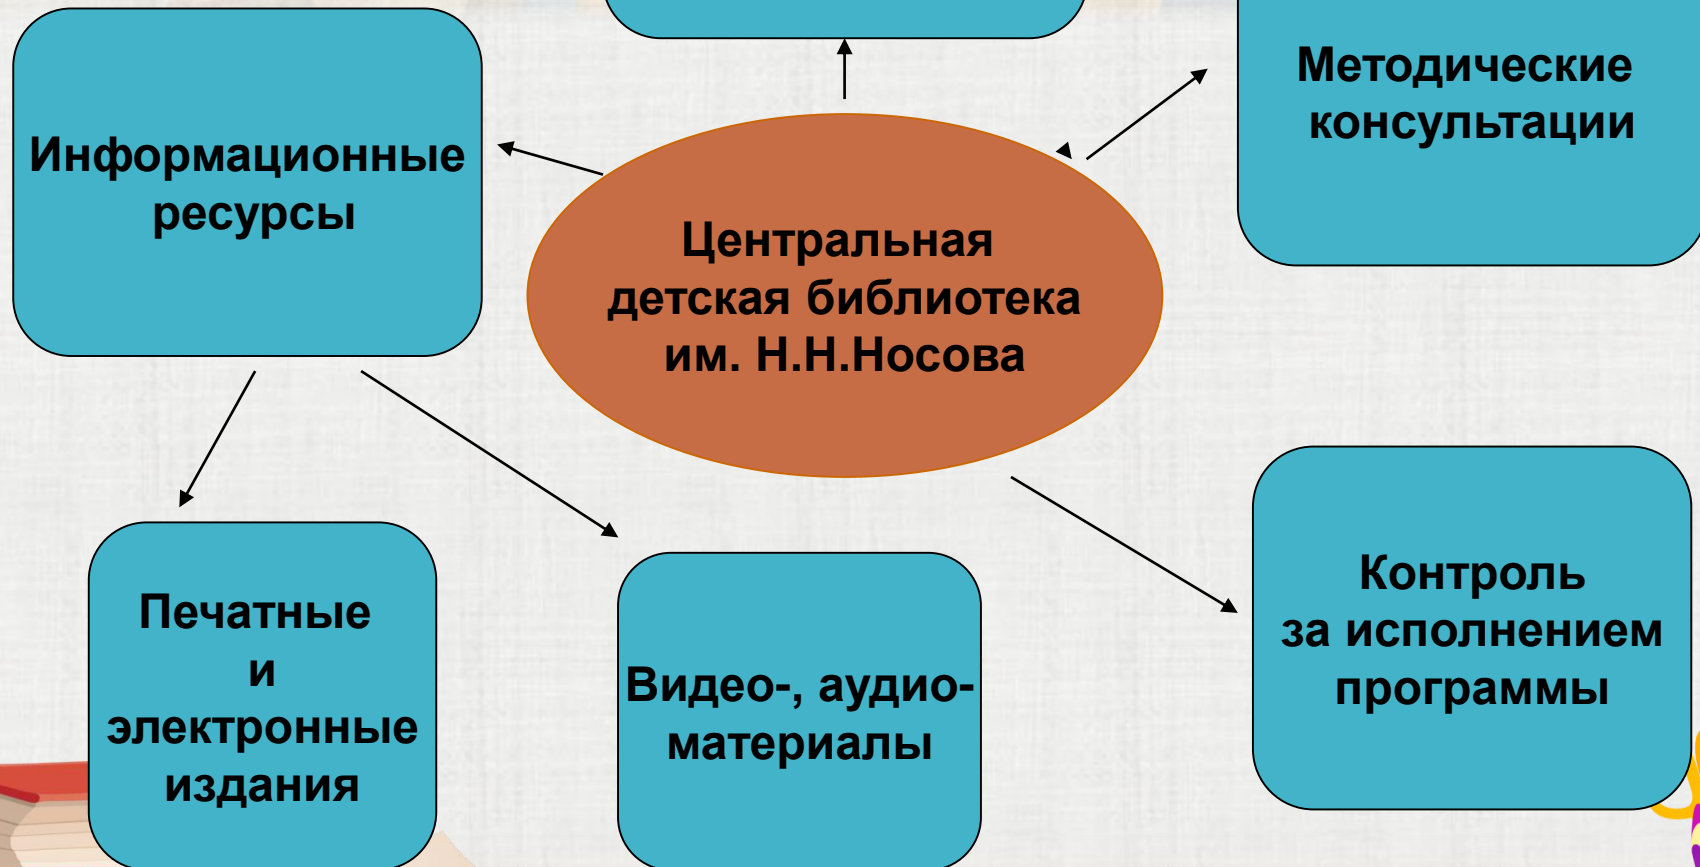 Информационные
ресурсы
Методические
консультации
Центральная
детская библиотека
им. Н.Н.Носова
Печатные
и
электронные
издания
Видео-, аудио-
материалы
Контроль
за исполнением
программы